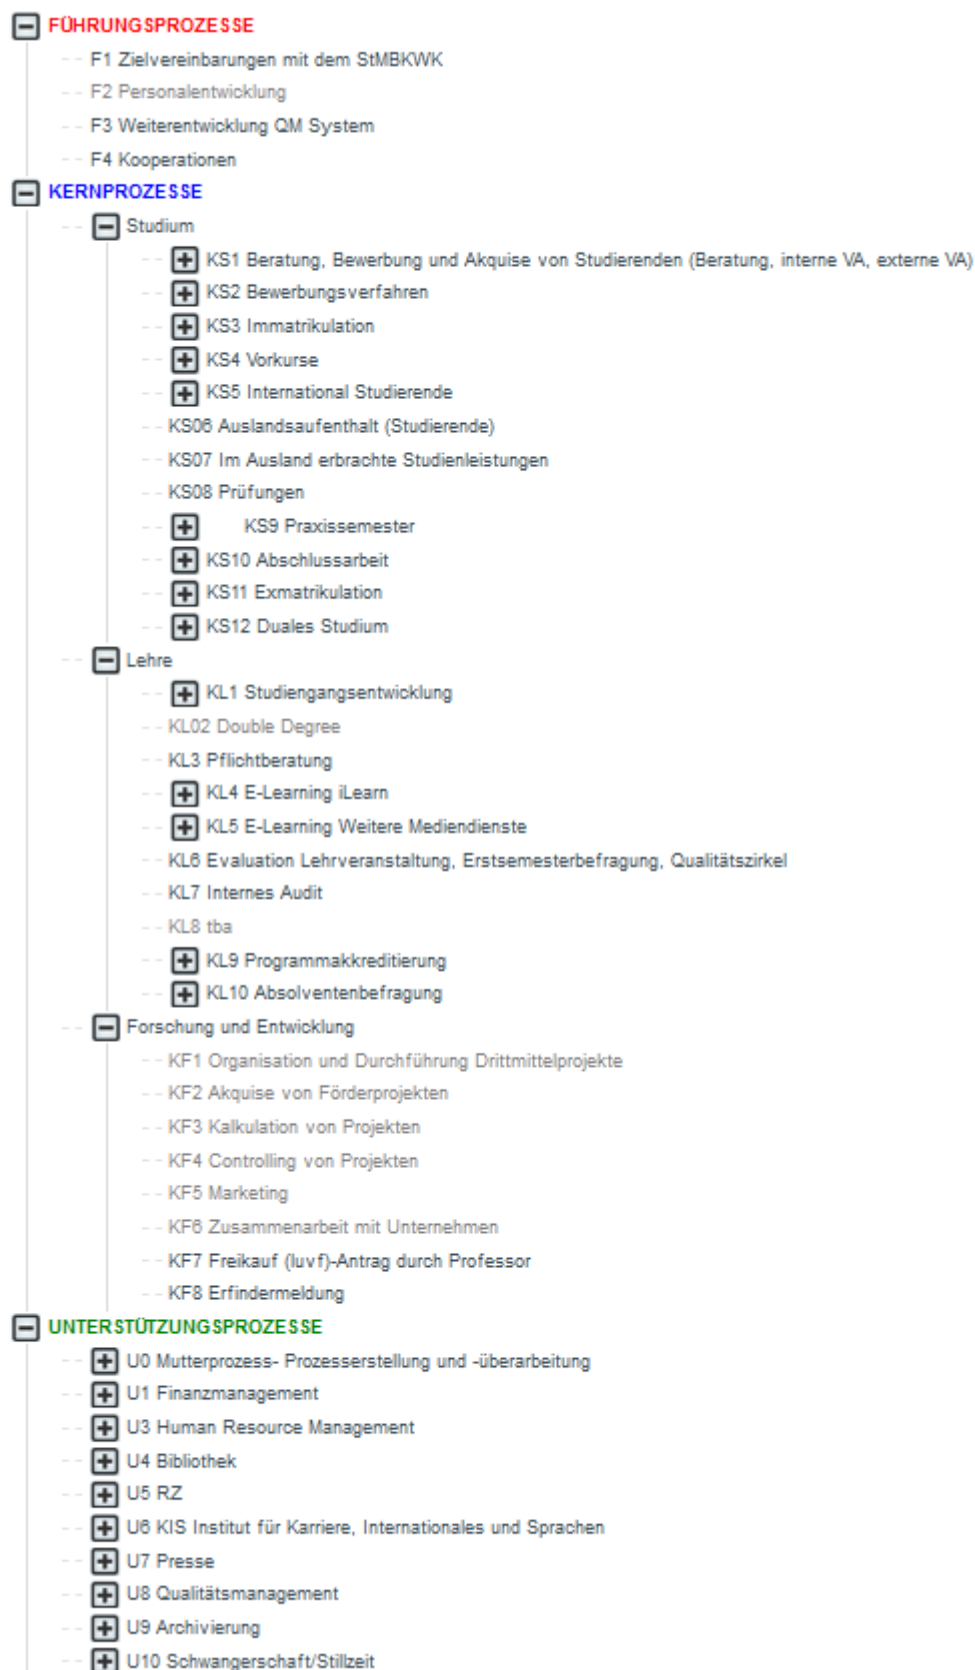 FÜHRUNGSPROZESSE
F1 Zielvereinbarungen mit dem StMBKWK
F2 Personalentwicklung
F3 Weiterentwicklung QM System
F4 Kooperationen
KERNPROZESSE
Studium
KS1 Beratung, Bewerbung und Akquise von Studierenden (Beratung, interne VA, externe VA)
KS2 Bewerbungsverfahren
KS3 Immatrikulation
KS4 Vorkurse
KS5 International Studierende
KS06 Auslandsaufenthalt (Studierende)
KS07 Im Ausland erbrachte Studienleistungen
KS08 Prüfungen
KS9 Praxissemester
KS10 Abschlussarbeit
KS11 Exmatrikulation
KS12 Duales Studium
Lehre
KL1 Studiengangsentwicklung
KL02 Double Degree
KL3 Pflichtberatung
KL4 E-Learning iLearn
KL5 E-Learning Weitere Mediendienste
KL6 Evaluation Lehrveranstaltung, Erstsemesterbefragung, Qualitätszirkel
KL7 Internes Audit
KL8 tba
KL9 Programmakkreditierung
KL10 Absolventenbefragung
Forschung und Entwicklung
KF1 Organisation und Durchführung Drittmittelprojekte
KF2 Akquise von Förderprojekten
KF3 Kalkulation von Projekten
KF4 Controlling von Projekten
KF5 Marketing
KF6 Zusammenarbeit mit Unternehmen
KF7 Freikauf (luvf)-Antrag durch Professor
KF8 Erfindermeldung
UNTERSTÜTZUNGSPROZESSE
U0 Mutterprozess- Prozesserstellung und -überarbeitung
U1 Finanzmanagement
U3 Human Resource Management
U4 Bibliothek
U5 RZ
U6 KIS Institut für Karriere, Internationales und Sprachen
U7 Presse
U8 Qualitätsmanagement
U9 Archivierung
U10 Schwangerschaft/Stillzeit